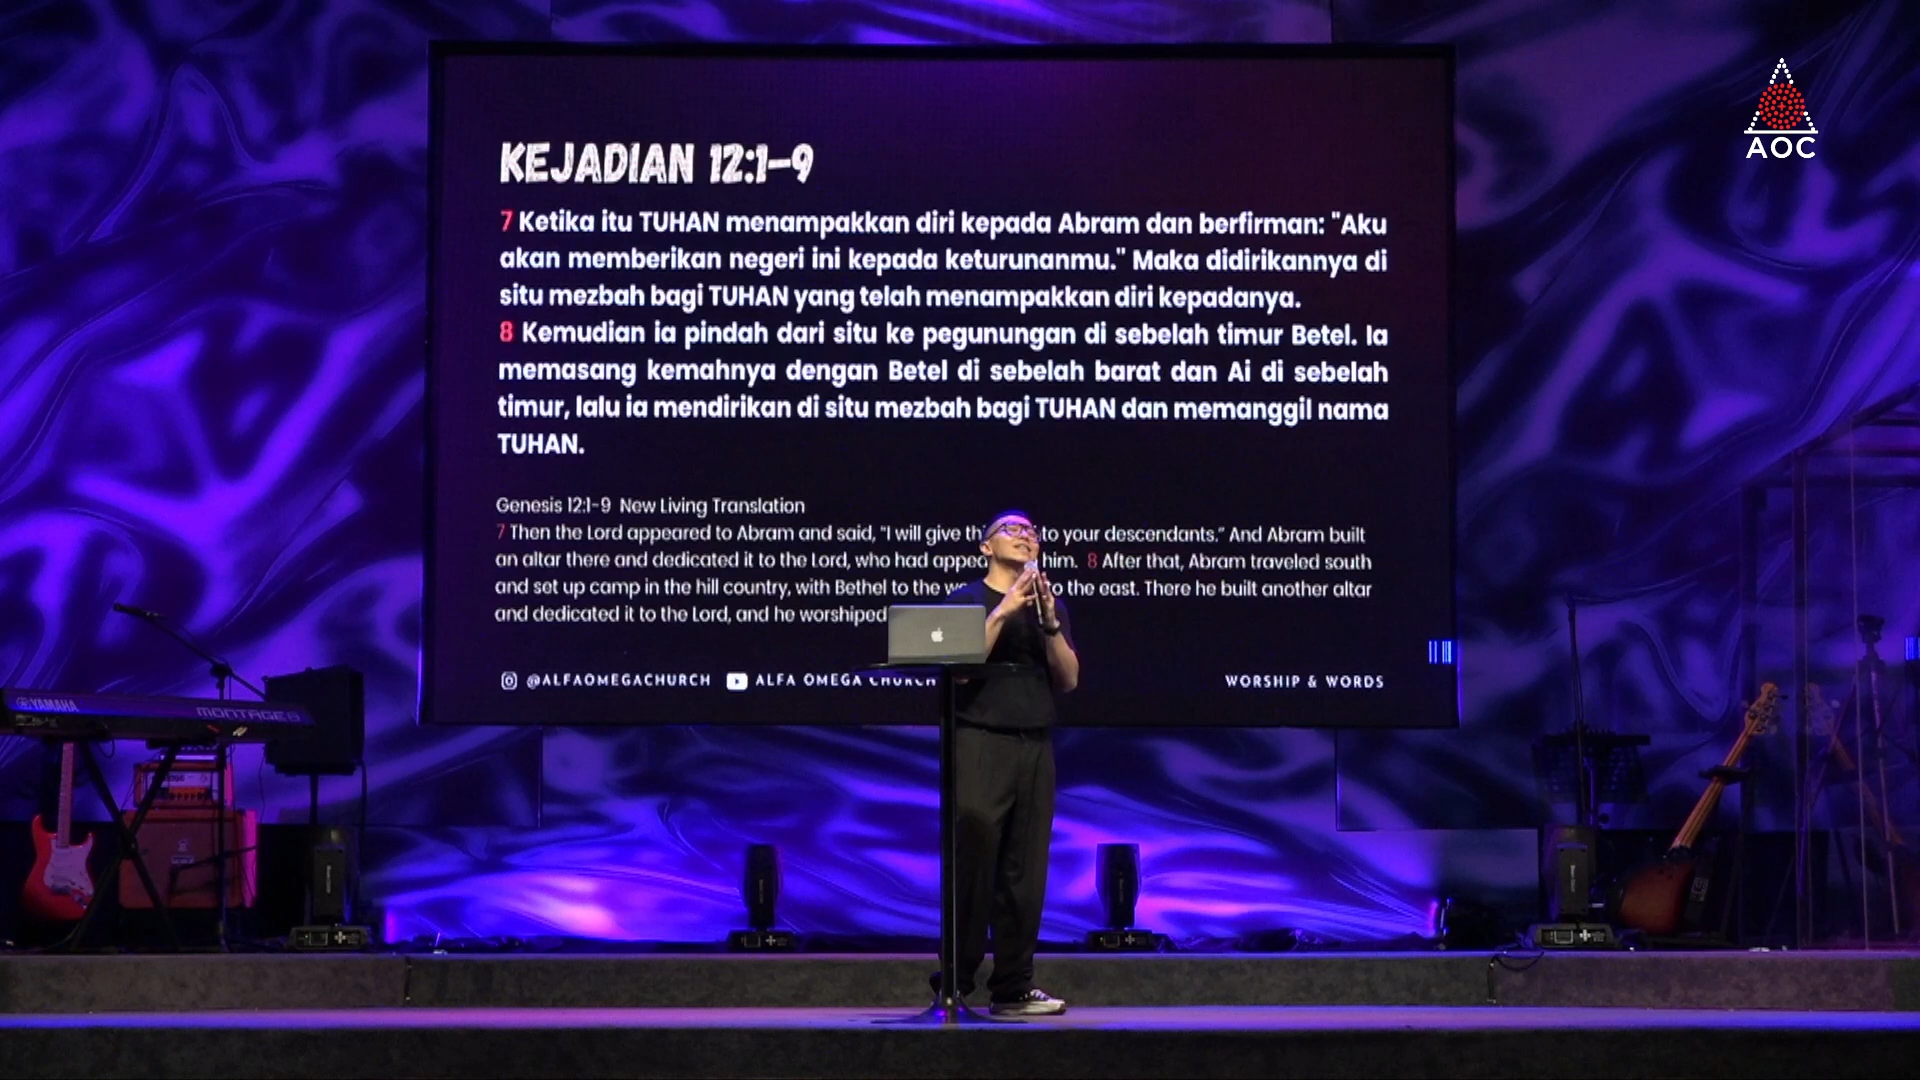 AOC
KEJADIAN 12:1-9
7 Ketika itu TUHAN menampakkan diri kepada Abram dan berfirman: "Aku
akan memberikan negeri ini kepada keturunanmu." Maka didirikannya di
situ mezbah bagi TUHAN yang telah menampakkan diri kepadanya.
8 Kemudian ia pindah dari situ ke pegunungan di sebelah timur Betel. Ia
memasang kemahnya dengan Betel di sebelah barat dan Ai di sebelah
timur, lalu ia mendirikan di situ mezbah bagi TUHAN dan memanggil nama
TUHAN.
Genesis 12:1-9 New Living Translation
7 Then the Lord appeared to Abram and said, "I will give to your descendants." And Abram built
an altar there and dedicated it to the Lord, who had him. 8 After that, Abram traveled south
and set up camp in the hill country, with Bethel to the to the east. There he built another altar
and dedicated it to the Lord, and he worshiped
@ALFAOMEGACHURCH ALFA OMEGA CHURCH WORSHIP & WORDS
YAMAHA MONTAGE 8